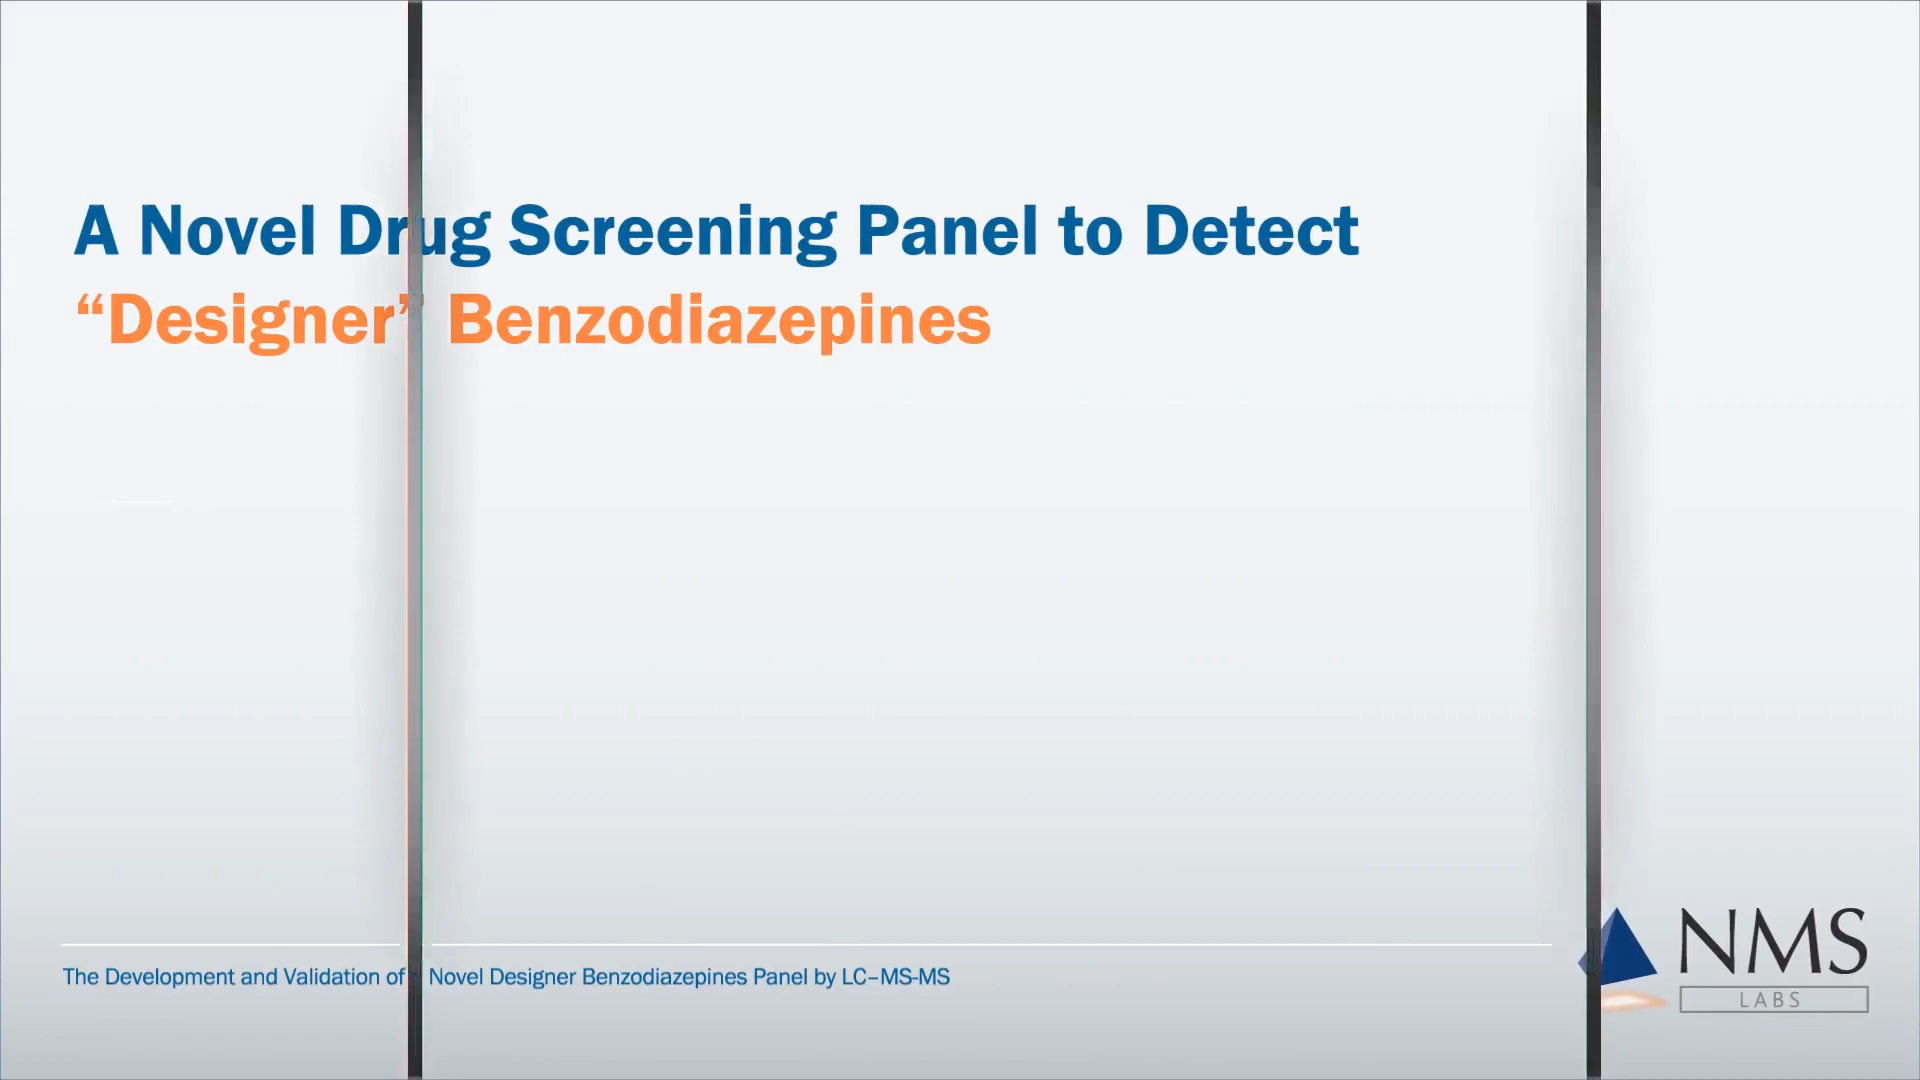 A Novel Drug Screening Panel to Detect
“Designer” Benzodiazepines
The Development and Validation of Novel Designer Benzodiazepines Panel by LC–MS-MS
NMS
LABS